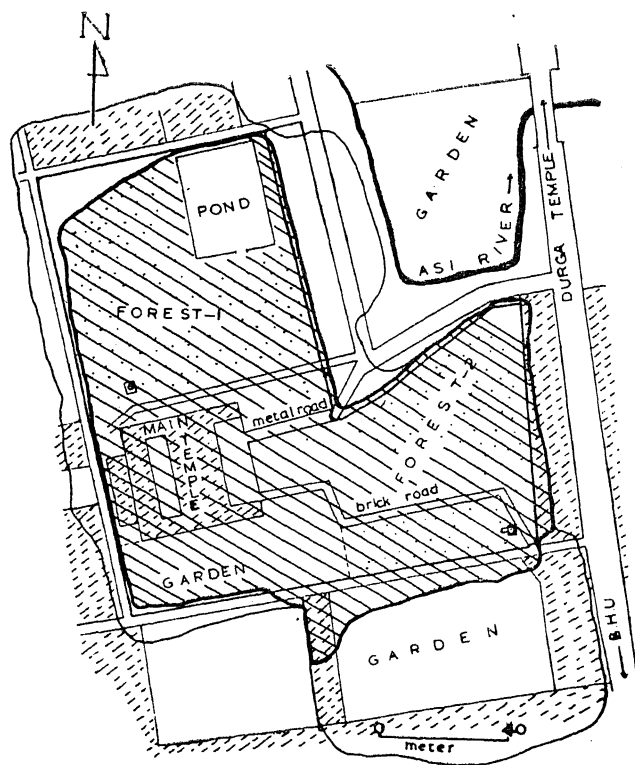 N
GARDEN
POND
ASI RIVER
DURGA TEMPLE
FOREST-1
metal road
MAIN TEMPLE
FOREST-2
brick road
GARDEN
GARDEN
BHU
0 40
meter